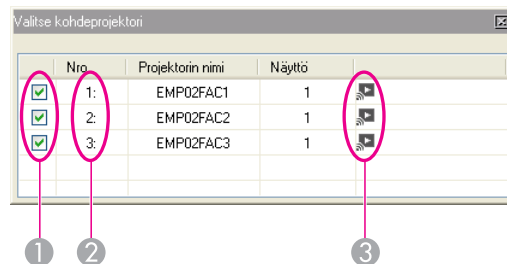 Valitse kohdeprojektori
Nro Projektorin nimi Näyttö
1: EMP02FAC1 1
2: EMP02FAC2 1
3: EMP02FAC3 1
1 2 3